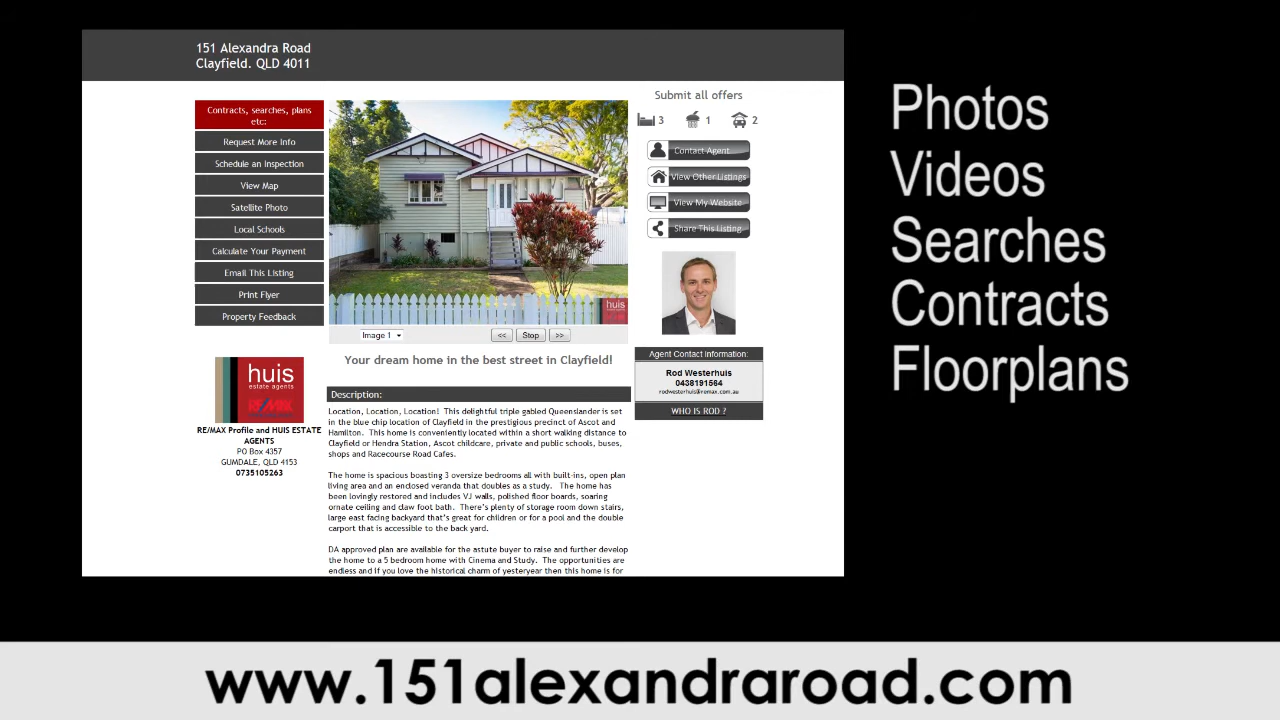 151 Alexandra Road
Clayfield. QLD 4011
Contracts, searches, plans
etc:
Request More Info
Schedule an Inspection
View Map
Satellite Photo
Local Schools
Calculate Your Payment
Email This Listing
Print Flyer
Property Feedback
huis
estate agents
RE/MAX
RE/MAX Profile and HUIS ESTATE
AGENTS
PO Box 4357
GUMDALE, QLD 4153
0735105263
huis
Image 1
<<
Stop
>>
Your dream home in the best street in Clayfield!
Description:
Location, Location, Location! This delightful triple gabled Queenslander is set
in the blue chip location of Clayfield in the prestigious precinct of Ascot and
Hamilton. This home is conveniently located within a short walking distance to
Clayfield or Hendra Station, Ascot childcare, private and public schools, buses,
shops and Racecourse Road Cafes.
The home is spacious boasting 3 oversize bedrooms all with built-ins, open plan
living area and an enclosed veranda that doubles as a study. The home has
been lovingly restored and includes VJ walls, polished floor boards, soaring
ornate ceiling and claw foot bath. There's plenty of storage room down stairs,
large east facing backyard that's great for children or for a pool and the double
carport that is accessible to the back yard.
DA approved plan are available for the astute buyer to raise and further develop
the home to a 5 bedroom home with Cinema and Study. The opportunities are
endless and if you love the historical charm of yesteryear then this home is for
Submit all offers
3 1 2
Contact Agent
View Other Listings
View My Website
Share This Listing
Agent Contact Information:
Rod Westerhuis
0438191564
rodwesterhuis@remax.com.au
WHO IS ROD ?
Photos
Videos
Searches
Contracts
Floorplans
www.151alexandraroad.com